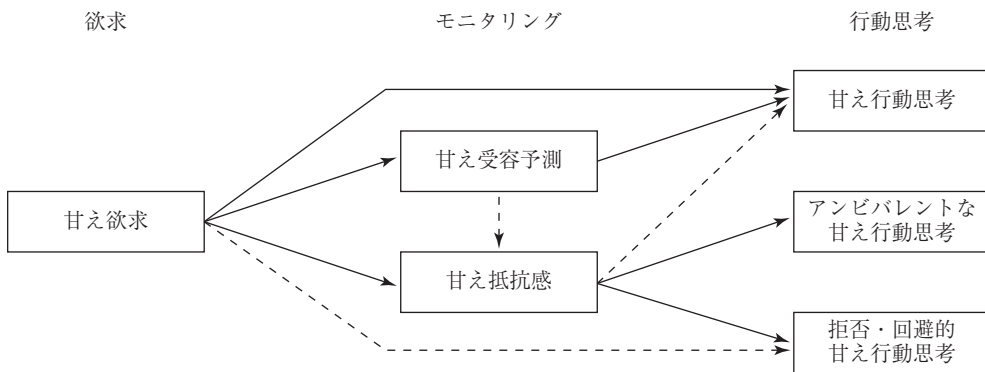 欲求
モニタリング
行動思考
甘え行動思考
甘え受容予測
甘え欲求
アンビバレントな
甘え行動思考
甘え抵抗感
拒否・回避的
甘え行動思考